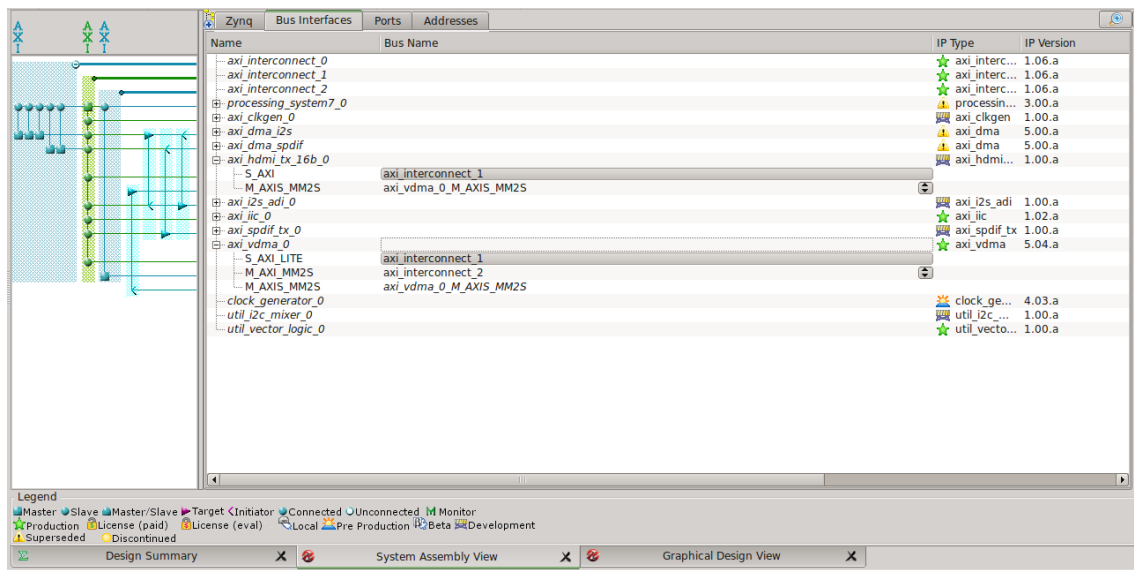 A A A
X X X
I I I
Zynq Bus Interfaces Ports Addresses
Name Bus Name IP Type IP Version
axi_interconnect_0 axi_interc... 1.06.a
axi_interconnect_1 axi_interc... 1.06.a
axi_interconnect_2 axi_interc... 1.06.a
processing_system7_0 processin... 3.00.a
axi_clkgen_0 axi_clkgen 1.00.a
axi_dma_i2s axi_dma 5.00.a
axi_dma_spdif axi_dma 5.00.a
axi_hdmi_tx_16b_0 axi_hdmi... 1.00.a
S_AXI axi_interconnect_1
M_AXIS_MM2S axi_vdma_0_M_AXIS_MM2S
axi_i2s_adi_0 axi_i2s_adi 1.00.a
axi_iic_0 axi_iic 1.02.a
axi_spdif_tx_0 axi_spdif_tx 1.00.a
axi_vdma_0 axi_vdma 5.04.a
S_AXI_LITE axi_interconnect_1
M_AXI_MM2S axi_interconnect_2
M_AXIS_MM2S axi_vdma_0_M_AXIS_MM2S
clock_generator_0 clock_ge... 4.03.a
util_i2c_mixer_0 util_i2c_... 1.00.a
util_vector_logic_0 util_vecto... 1.00.a
Legend
Master Slave Master/Slave Target Initiator Connected Unconnected M Monitor
Production License (paid) License (eval) Local Pre Production Beta Development
Superseded Discontinued
Design Summary System Assembly View Graphical Design View